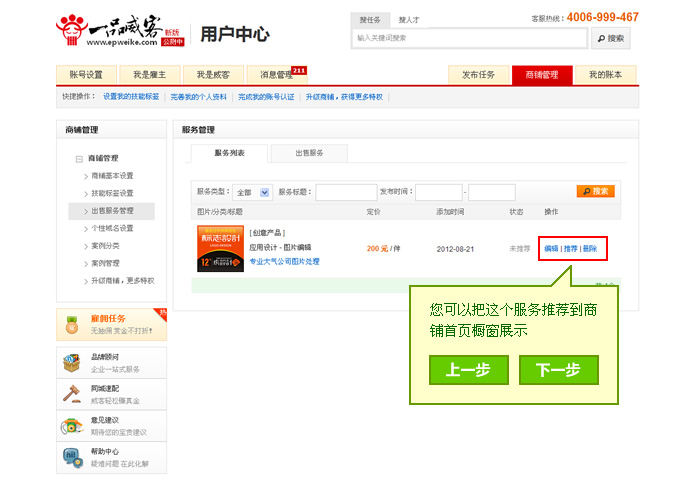 一品威客
新版
公测中
www.epweike.com
用户中心
搜任务 搜人才
客服热线：4006-999-467
输入关键词搜索
搜索
账号设置 我是雇主 我是威客 消息管理 211 发布任务 商铺管理 我的账本
快捷操作： 设置我的技能标签 | 完善我的个人资料 | 完成我的账号认证 | 升级商铺，获得更多特权 |
商铺管理
商铺管理
商铺基本设置
技能标签设置
出售服务管理
个性域名设置
案例分类
案例管理
升级商铺，更多特权
雇佣任务
无抽佣 赏金不打折!
热
品牌顾问
企业一站式服务
同城速配
威客轻松赚真金
意见建议
期待您的宝贵建议
帮助中心
疑难问题 在此化解
服务管理
服务列表 出售服务
服务类型： 全部 服务标题： 发布时间： - 搜索
图片/分类/标题 定价 添加时间 状态 操作
[ 创意产品 ]
应用设计 - 图片编辑
专业大气公司图片处理
200 元 / 件
2012-08-21
未推荐
编辑 | 推荐 | 删除
您可以把这个服务推荐到商
铺首页橱窗展示
上一步 下一步